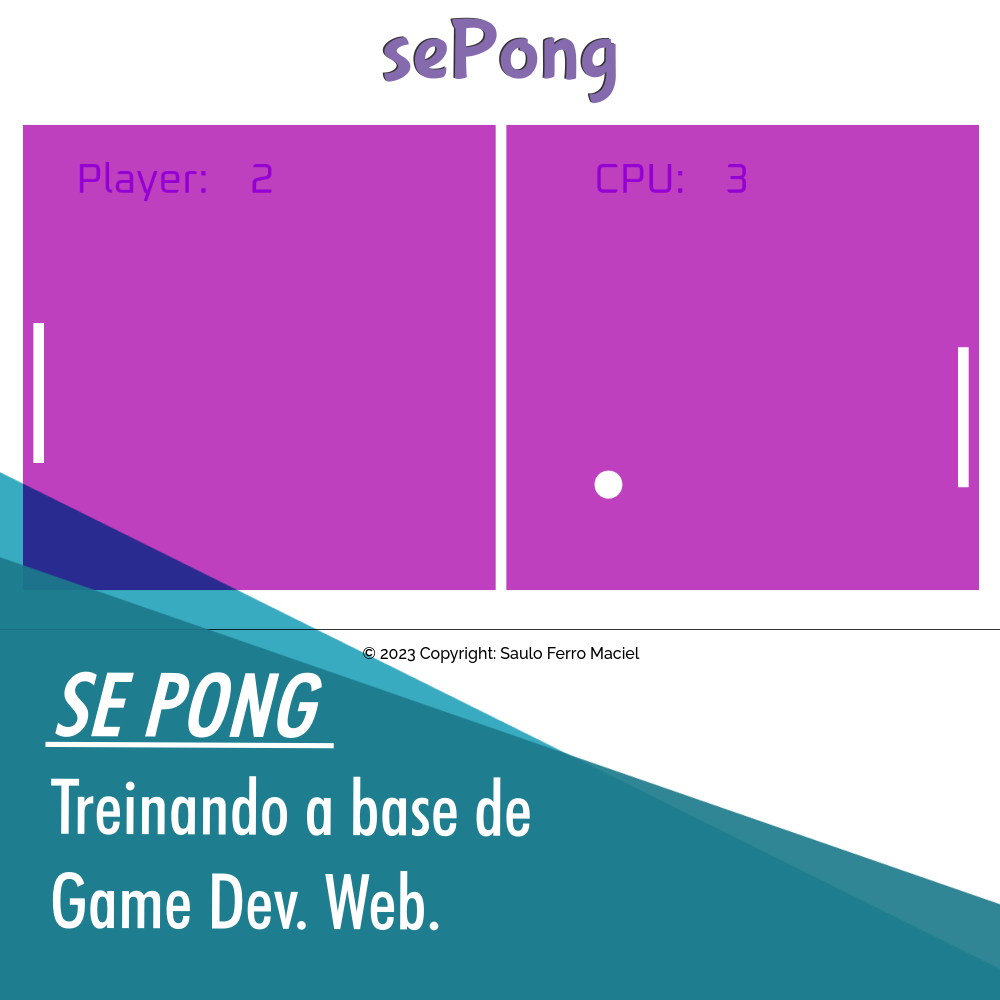 sePong
Player: 2 CPU: 3
© 2023 Copyright: Saulo Ferro Maciel
SE PONG
Treinando a base de
Game Dev. Web.